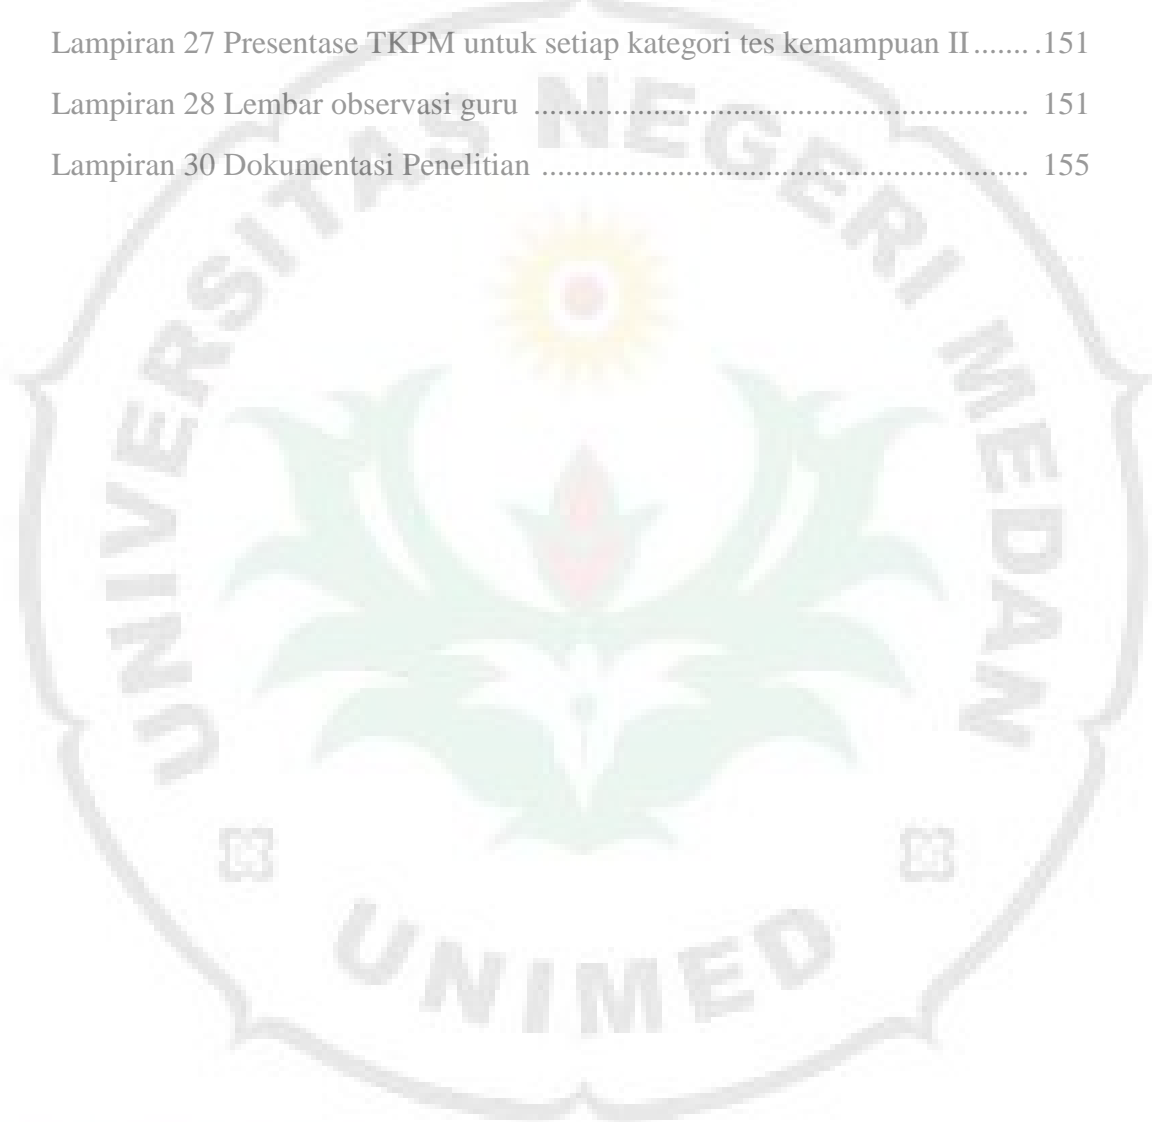 Lampiran 27 Presentase TKPM untuk setiap kategori tes kemampuan II....... .151
Lampiran 28 Lembar observasi guru ............................................................... 151
Lampiran 30 Dokumentasi Penelitian .............................................................. 155
UNIVERSITAS NEGERI MEDAN
UNIMED